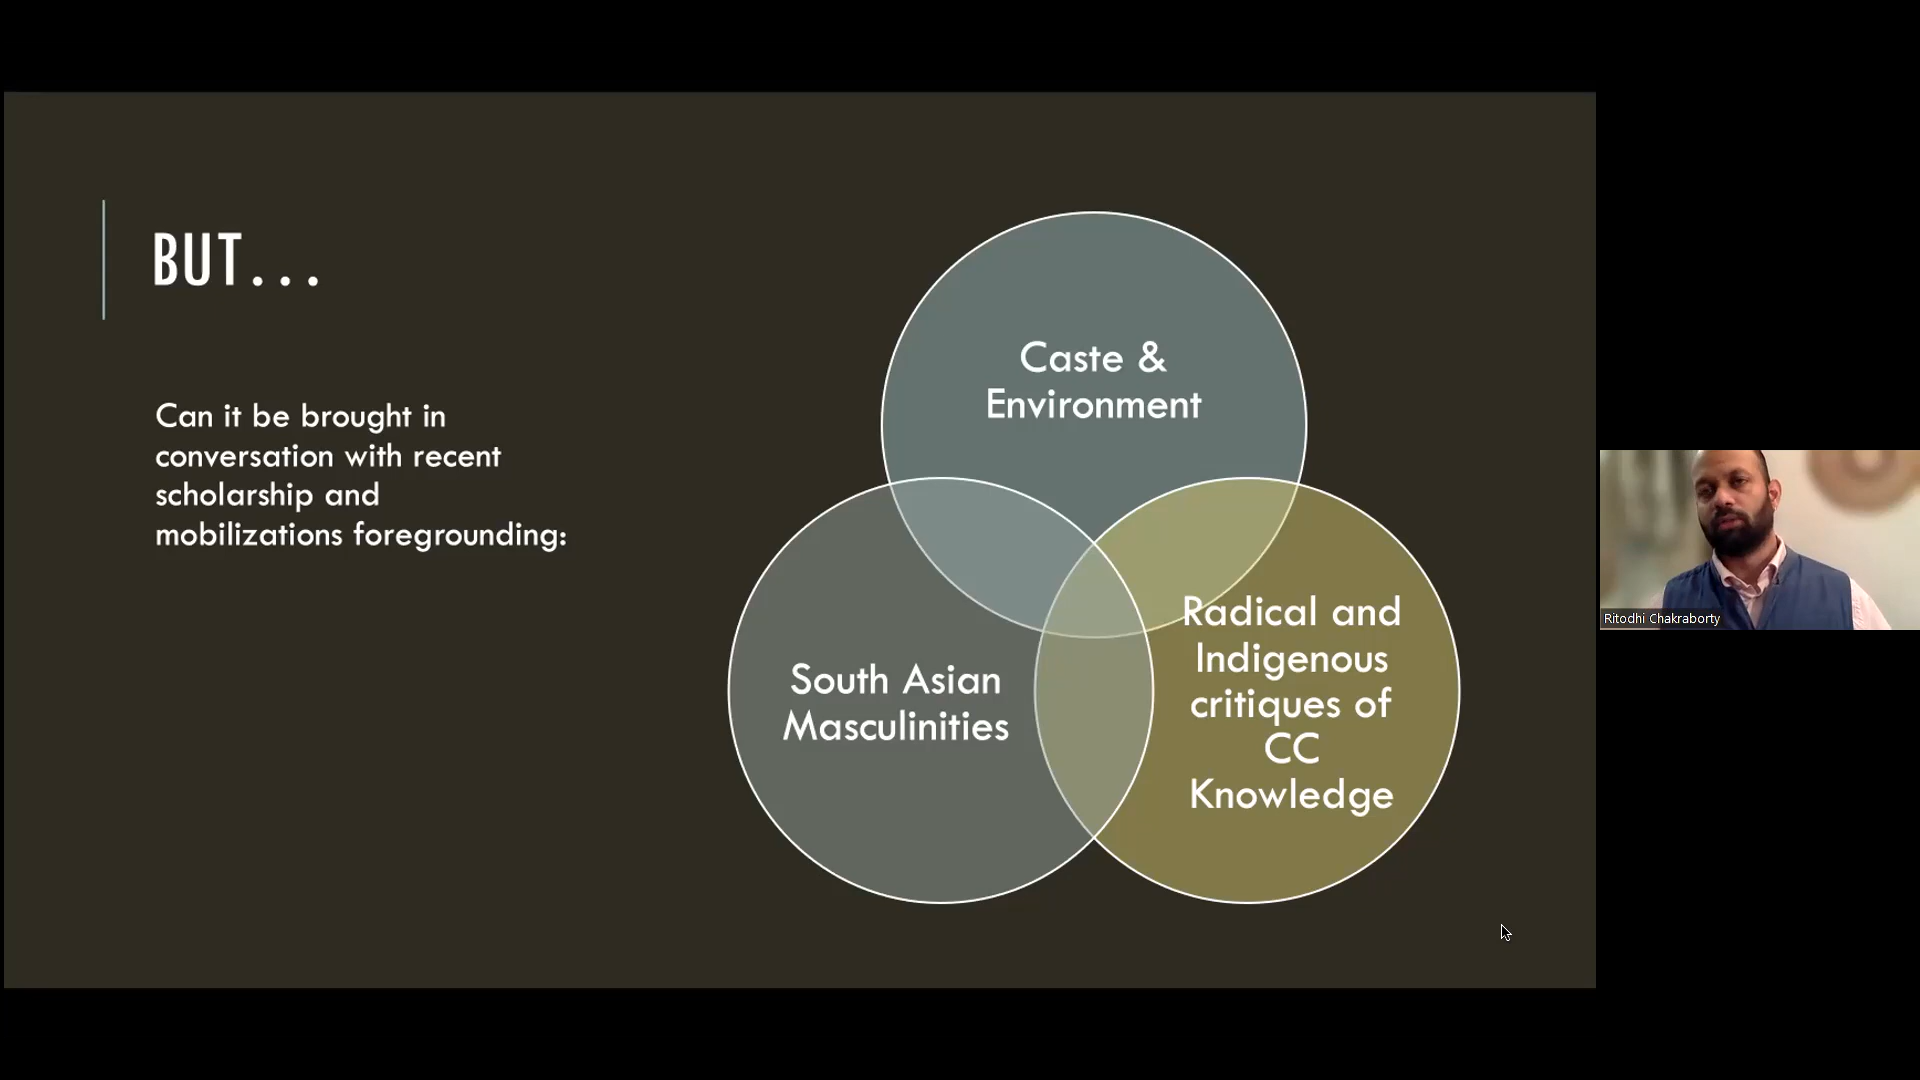 BUT...
Can it be brought in
conversation with recent
scholarship and
mobilizations foregrounding:
Caste &
Environment
South Asian
Masculinities
Radical and
Indigenous
critiques of
CC
Knowledge
Ritodhi Chakraborty